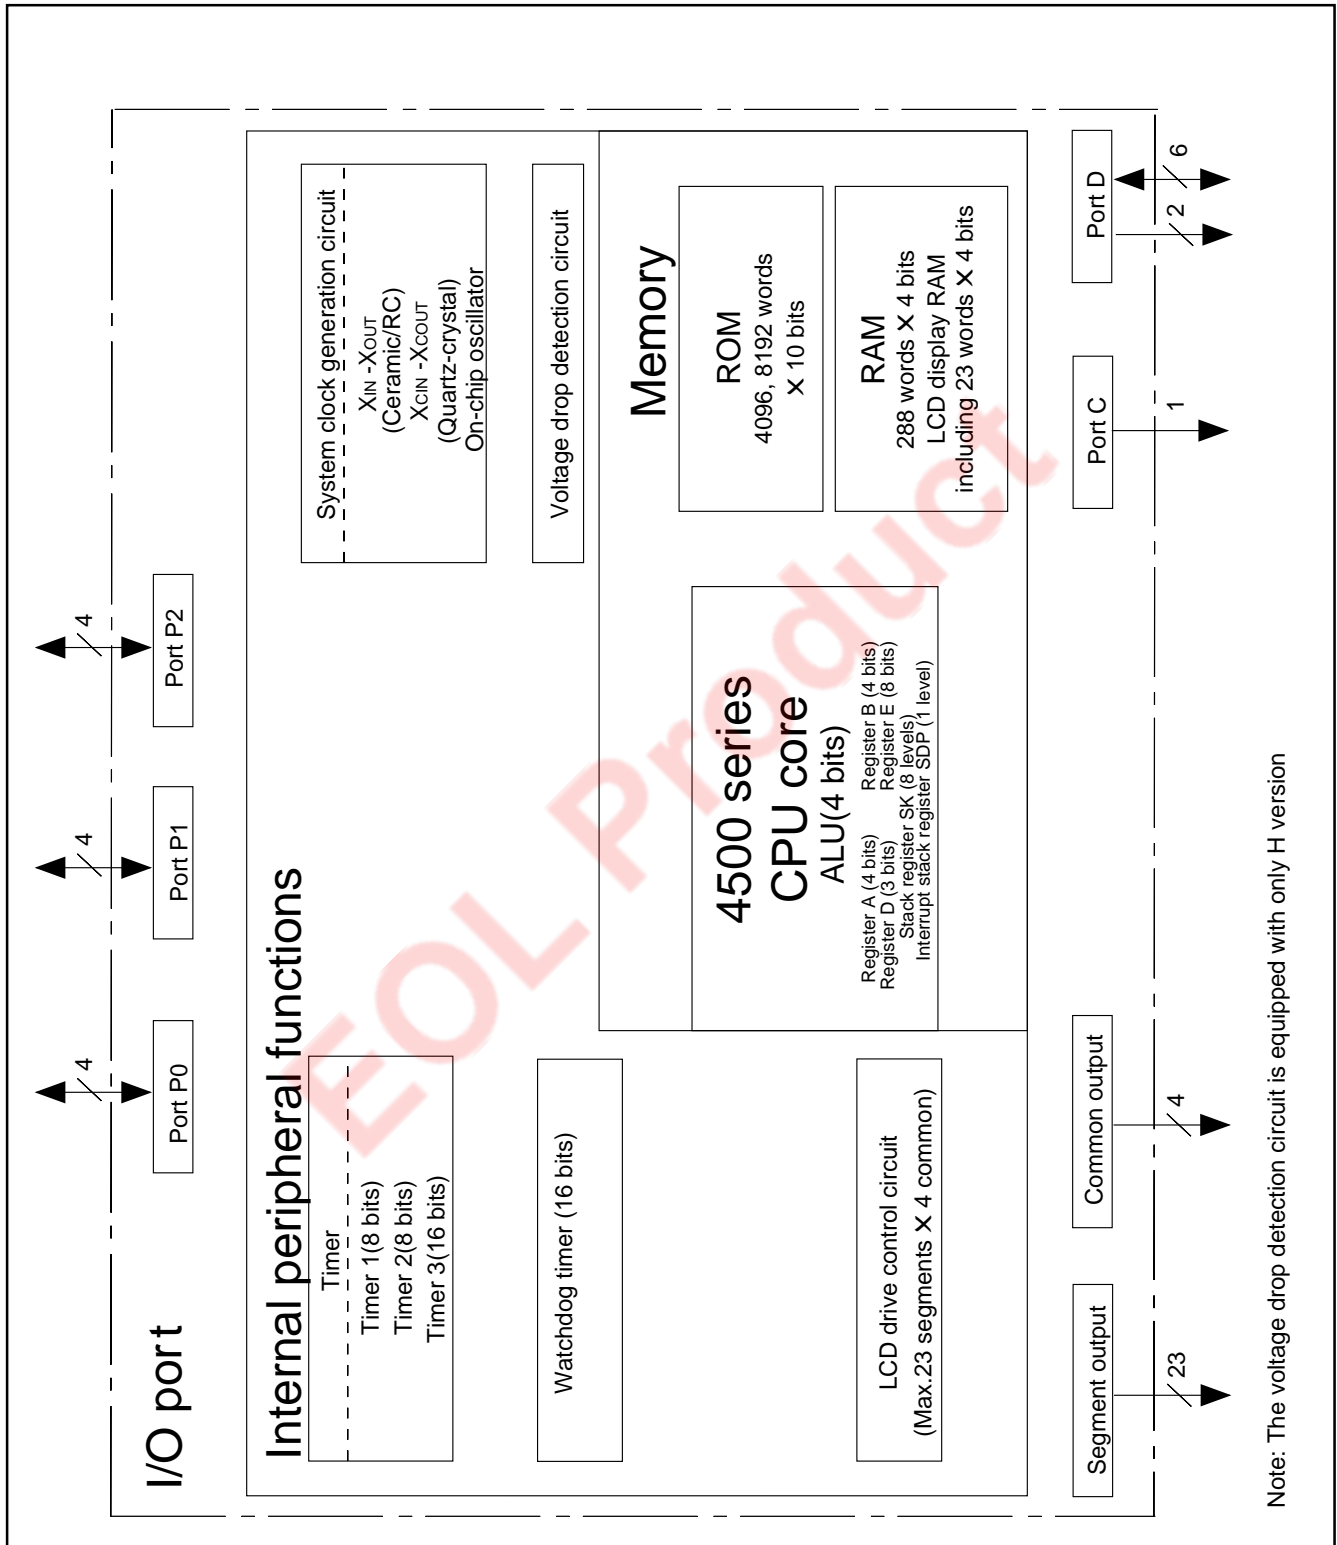 I/O port
Port P0
4
Port P1
4
Port P2
4
Internal peripheral functions
Timer
Timer 1(8 bits)
Timer 2(8 bits)
Timer 3(16 bits)
Watchdog timer (16 bits)
LCD drive control circuit
(Max.23 segments X 4 common)
System clock generation circuit
XIN -XOUT
(Ceramic/RC)
XCIN -XCOUT
(Quartz-crystal)
On-chip oscillator
Voltage drop detection circuit
4500 series
CPU core
ALU(4 bits)
Register A (4 bits) Register B (4 bits)
Register D (3 bits) Register E (8 bits)
Stack register SK (8 levels)
Interrupt stack register SDP (1 level)
Memory
ROM
4096, 8192 words
X 10 bits
RAM
288 words X 4 bits
LCD display RAM
including 23 words X 4 bits
Segment output
23
Common output
4
Port C
1
Port D
2
6
Note: The voltage drop detection circuit is equipped with only H version
EOL Product